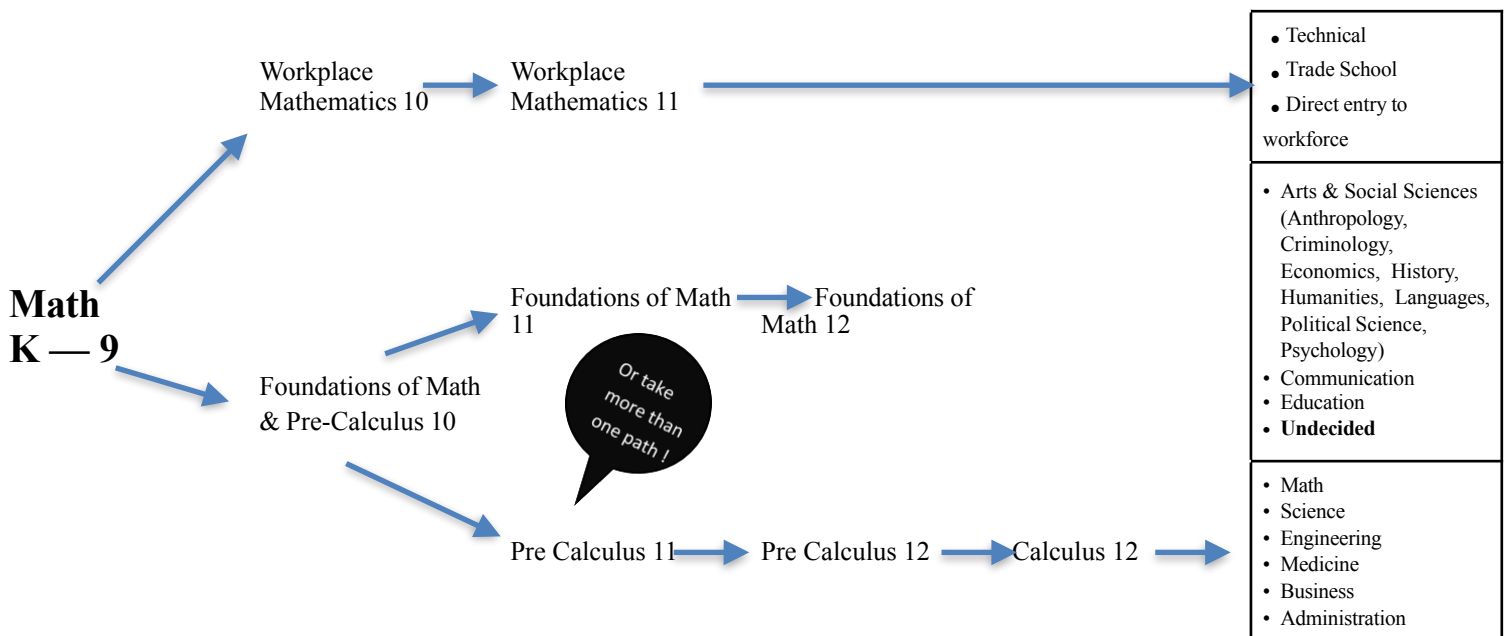 Math
K — 9
Workplace
Mathematics 10
Workplace
Mathematics 11
Foundations of Math
& Pre-Calculus 10
Foundations of Math
11
Foundations of
Math 12
Or take
more than
one path !
Pre Calculus 11
Pre Calculus 12
Calculus 12
• Technical
• Trade School
• Direct entry to
workforce
• Arts & Social Sciences
(Anthropology,
Criminology,
Economics, History,
Humanities, Languages,
Political Science,
Psychology)
• Communication
• Education
• Undecided
• Math
• Science
• Engineering
• Medicine
• Business
• Administration